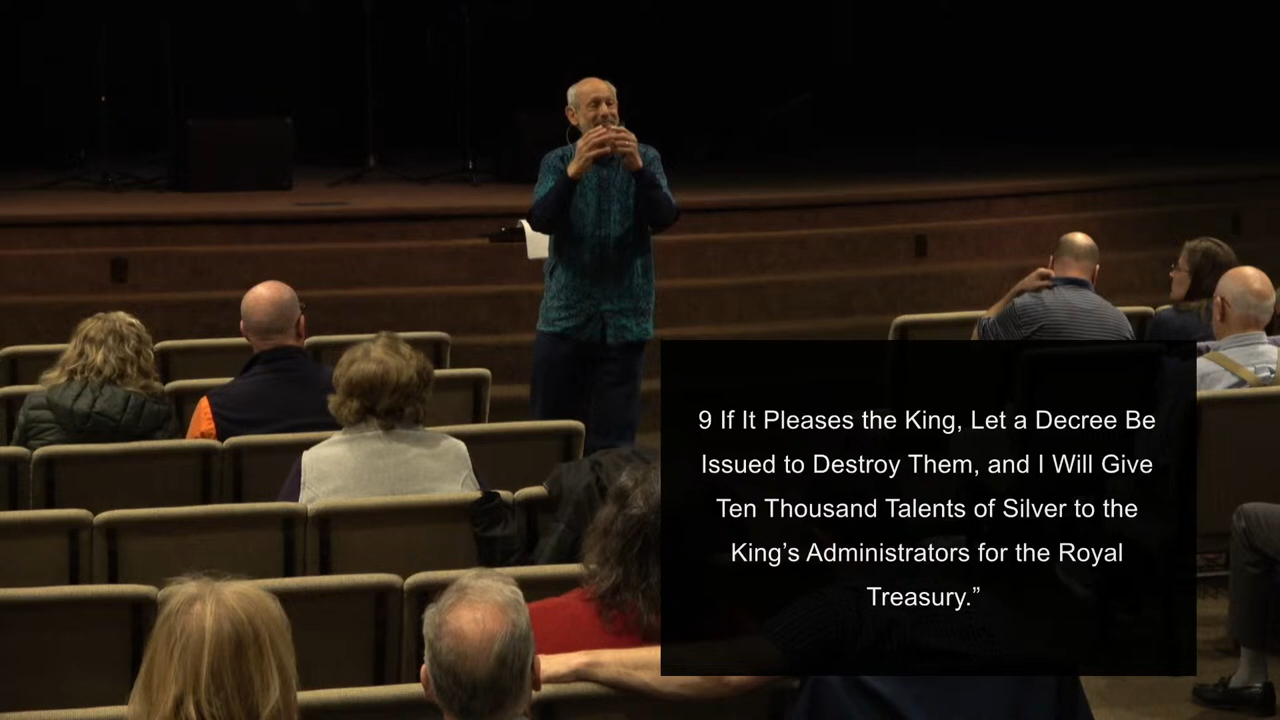 9 If It Pleases the King, Let a Decree Be
Issued to Destroy Them, and I Will Give
Ten Thousand Talents of Silver to the
King’s Administrators for the Royal
Treasury.”